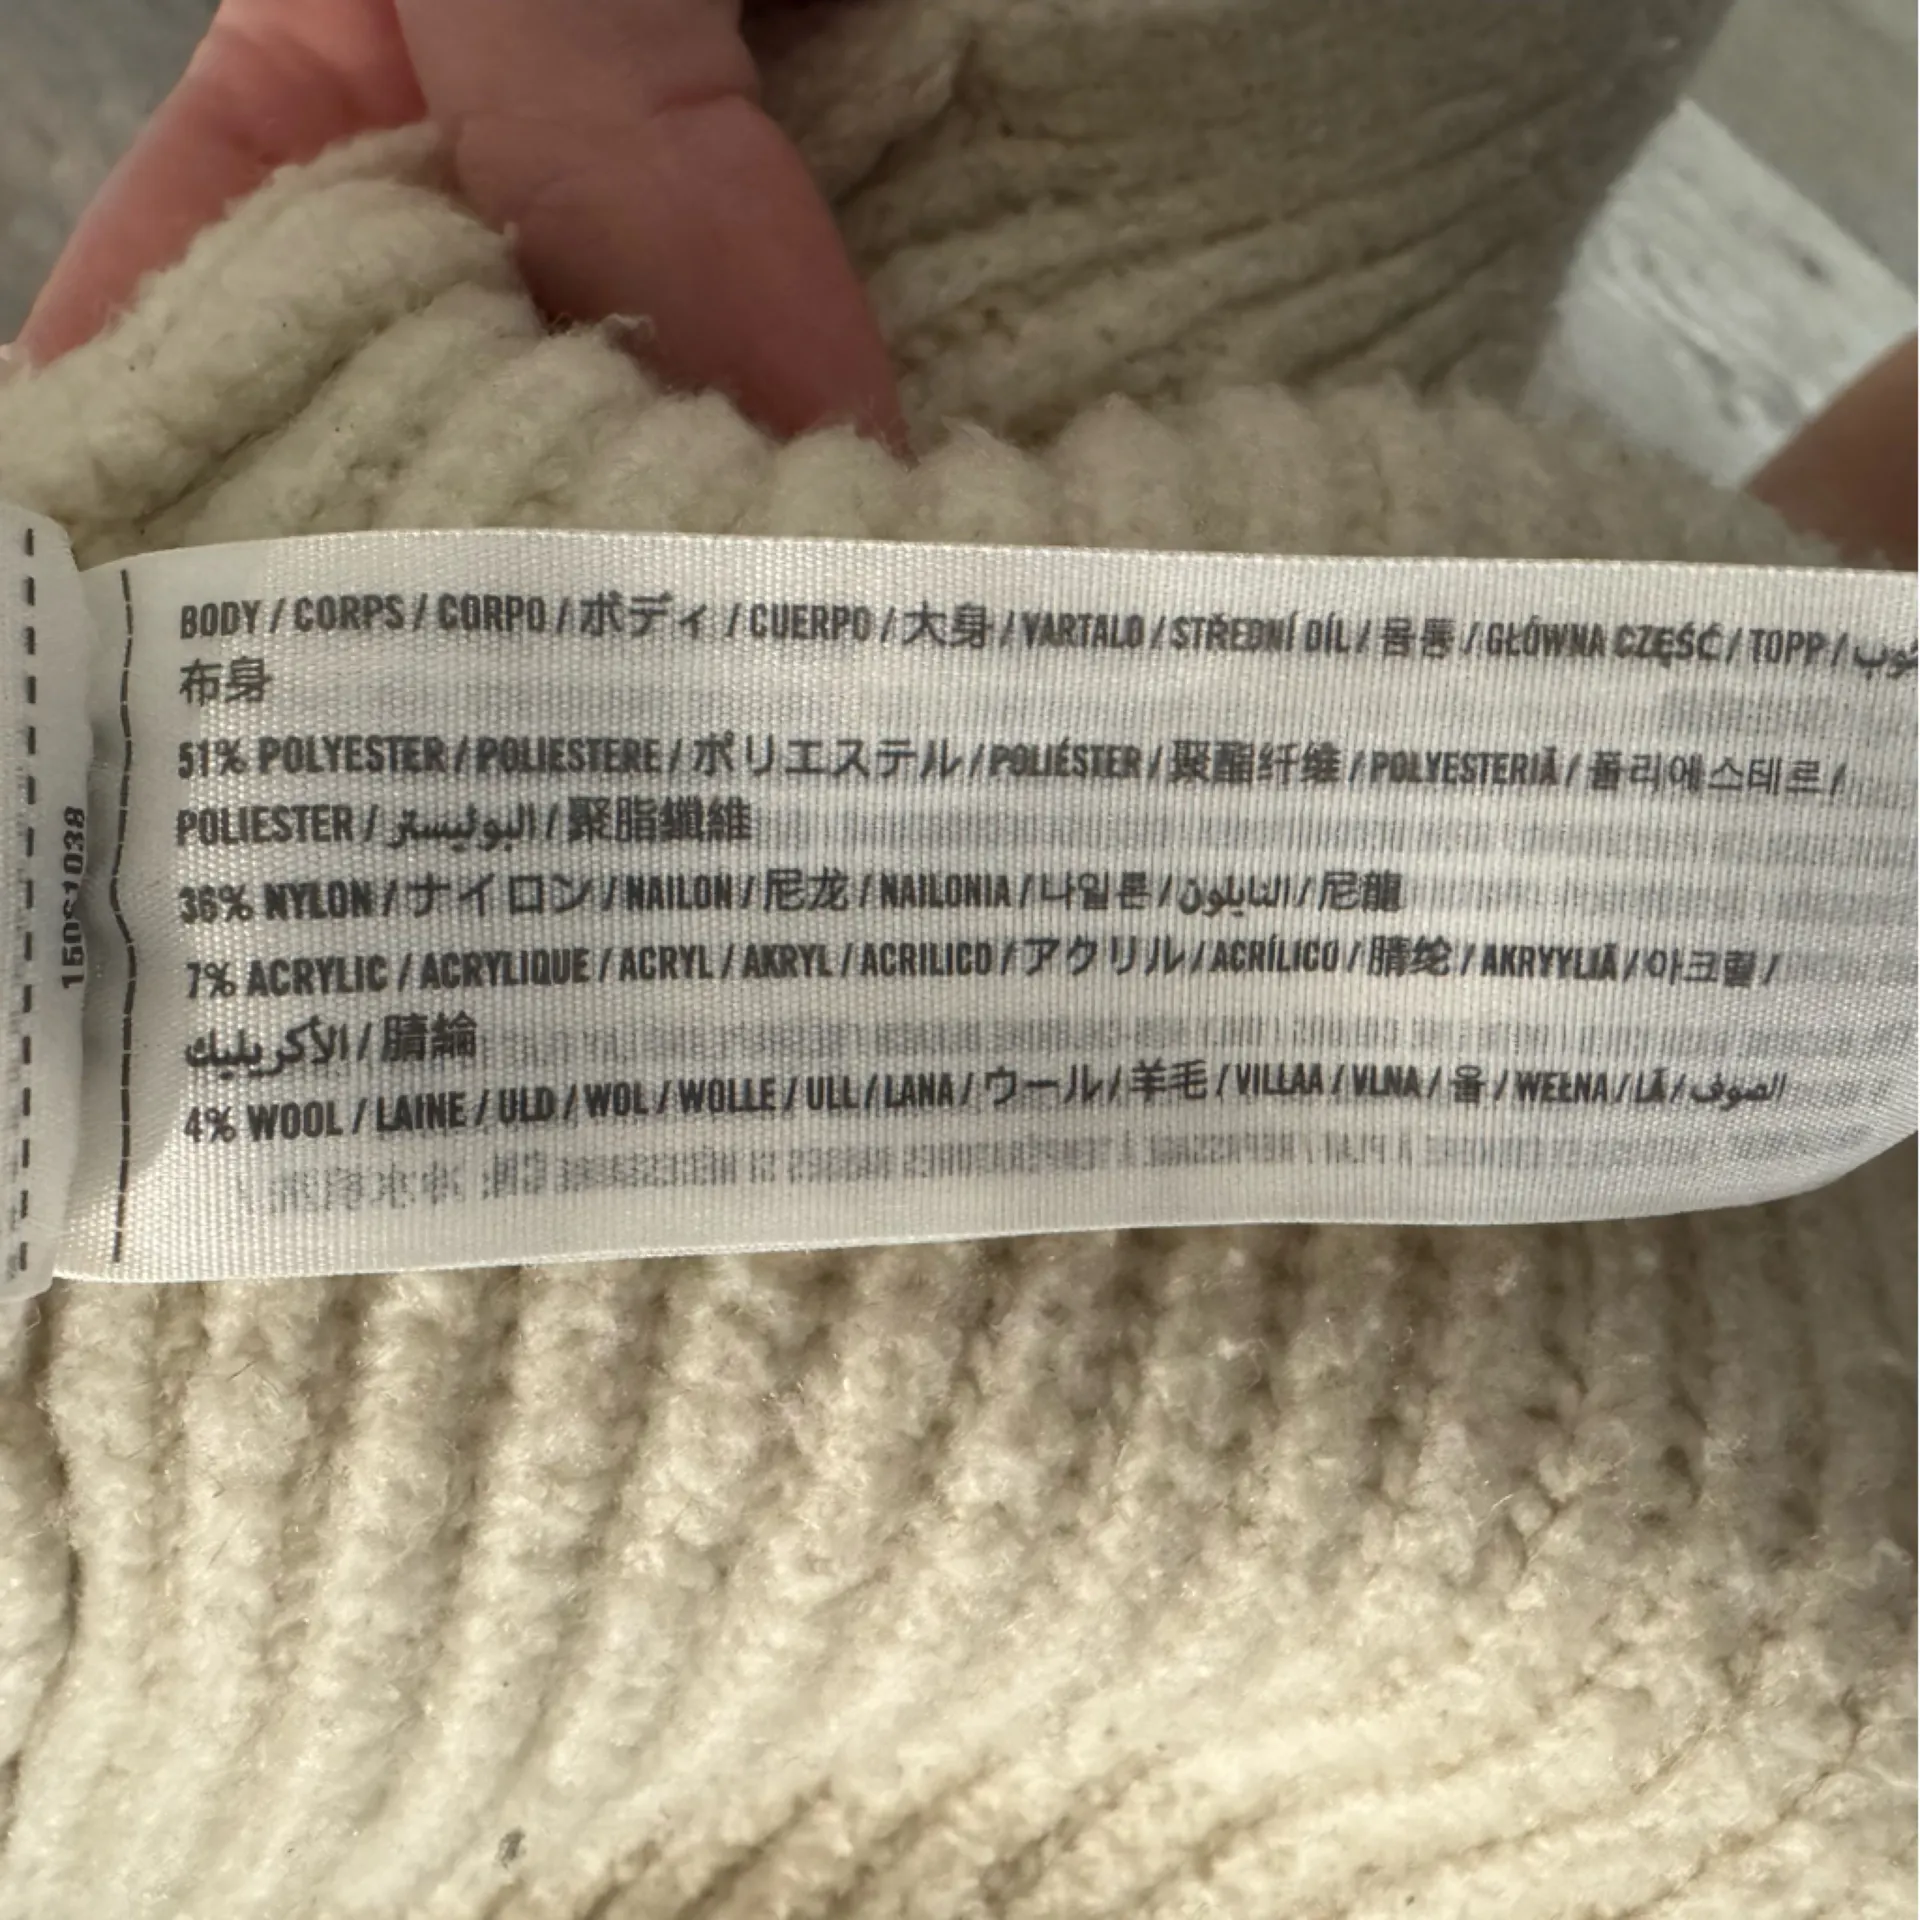 BODY / CORPS / CORPO / ボディ / CUERPO / 大身 / VARTALO / STŘEDNÍ DÍL / 몸통 / GŁÓWNA CZĘŚĆ / TOPP /
布身
51% POLYESTER / POLIESTERE / ポリエステル / POLIÉSTER / 聚酯纤维 / POLYESTERIÄ / 폴리에스테르 /
POLIESTER / البوليستر / 聚脂纖維
36% NYLON / ナイロン / NAILON / 尼龙 / NAILONIA / 나일론 / النايلون / 尼龍
7% ACRYLIC / ACRYLIQUE / ACRYL / AKRYL / ACRILICO / アクリル / ACRÍLICO / 腈纶 / AKRYYLIÄ / 아크릴 /
الأكريليك / 腈綸
4% WOOL / LAINE / ULD / WOL / WOLLE / ULL / LANA / ウール / 羊毛 / VILLAA / VLNA / 울 / WEŁNA / LÃ / الصوف
150S1038